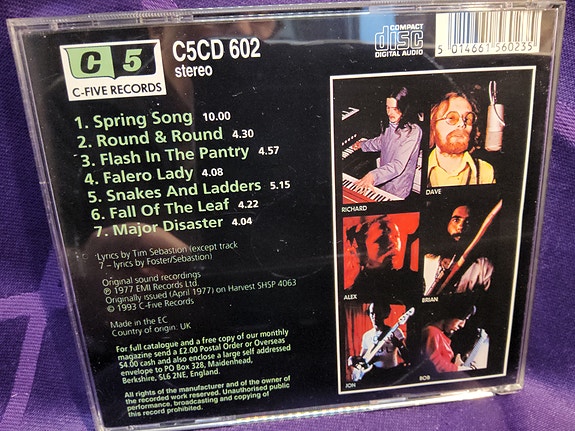 C 5
C-FIVE RECORDS
C5CD 602
stereo
COMPACT
disc
DIGITAL AUDIO
5 014661 560235
1. Spring Song 10.00
2. Round & Round 4.30
3. Flash In The Pantry 4.57
4. Falero Lady 4.08
5. Snakes And Ladders 5.15
6. Fall Of The Leaf 4.22
7. Major Disaster 4.04
Lyrics by Tim Sebastion (except track
7 – lyrics by Foster/Sebastion)
Original sound recordings
℗ 1977 EMI Records Ltd.
Originally issued (April 1977) on Harvest SHSP 4063
© 1993 C-Five Records
Made in the EC
Country of origin: UK
For full catalogue and a free copy of our monthly
magazine send a £2.00 Postal Order or Overseas
$4.00 cash and also enclose a large self addressed
envelope to PO Box 328, Maidenhead,
Berkshire, SL6 2NE, England.
All rights of the manufacturer and of the owner of
the recorded work reserved. Unauthorised public
performance, broadcasting and copying of
this record prohibited.
RICHARD
DAVE
ALEX
BRIAN
JON
BOB